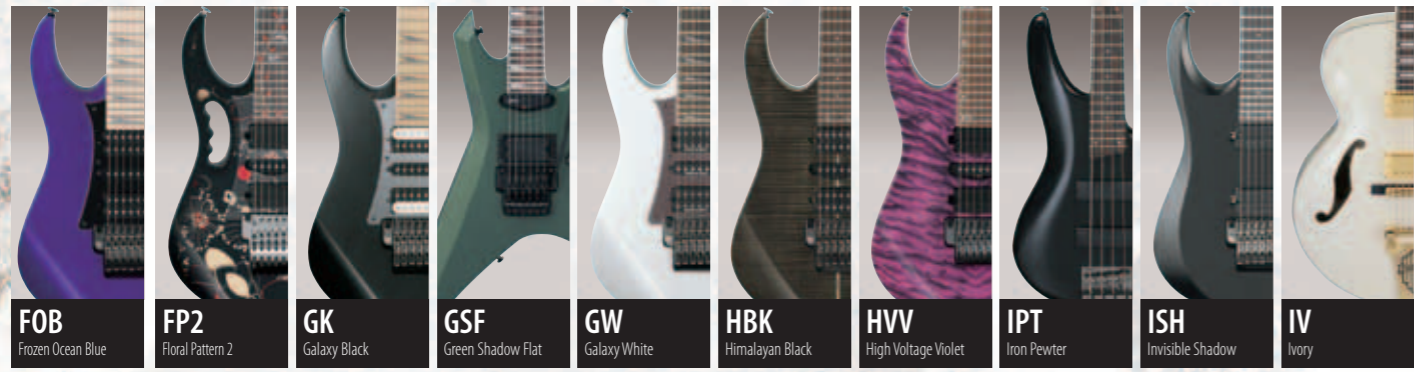 FOB
Frozen Ocean Blue
FP2
Floral Pattern 2
GK
Galaxy Black
GSF
Green Shadow Flat
GW
Galaxy White
HBK
Himalayan Black
HVV
High Voltage Violet
IPT
Iron Pewter
ISH
Invisible Shadow
IV
Ivory